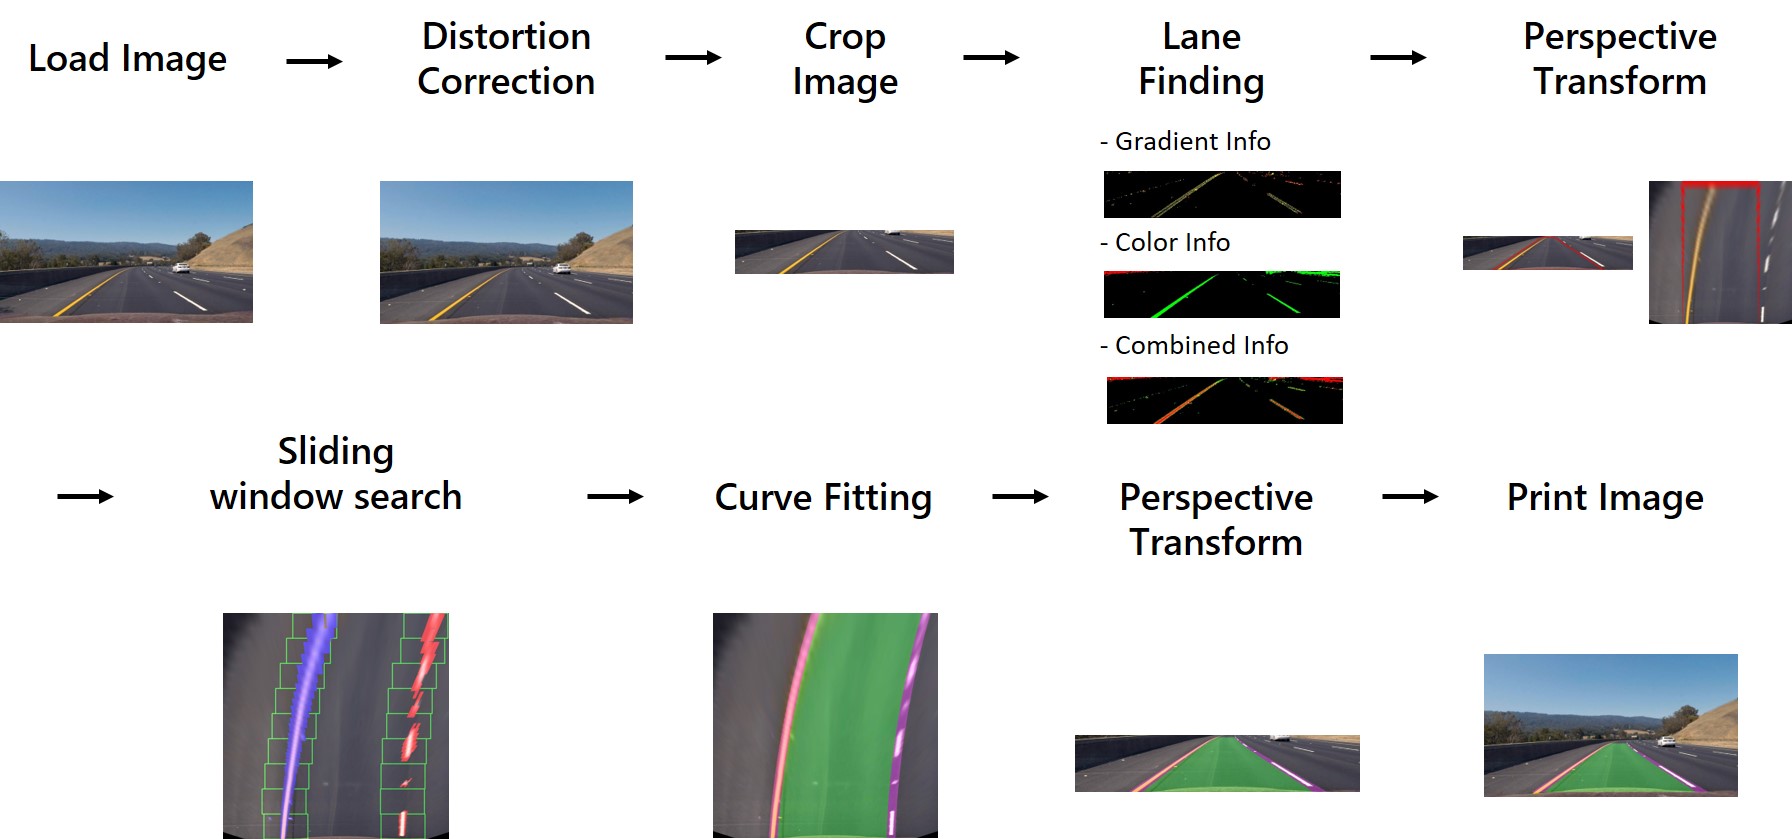 Load Image
Distortion
Correction
Crop
Image
Lane
Finding
- Gradient Info
- Color Info
- Combined Info
Perspective
Transform
Sliding
window search
Curve Fitting
Perspective
Transform
Print Image